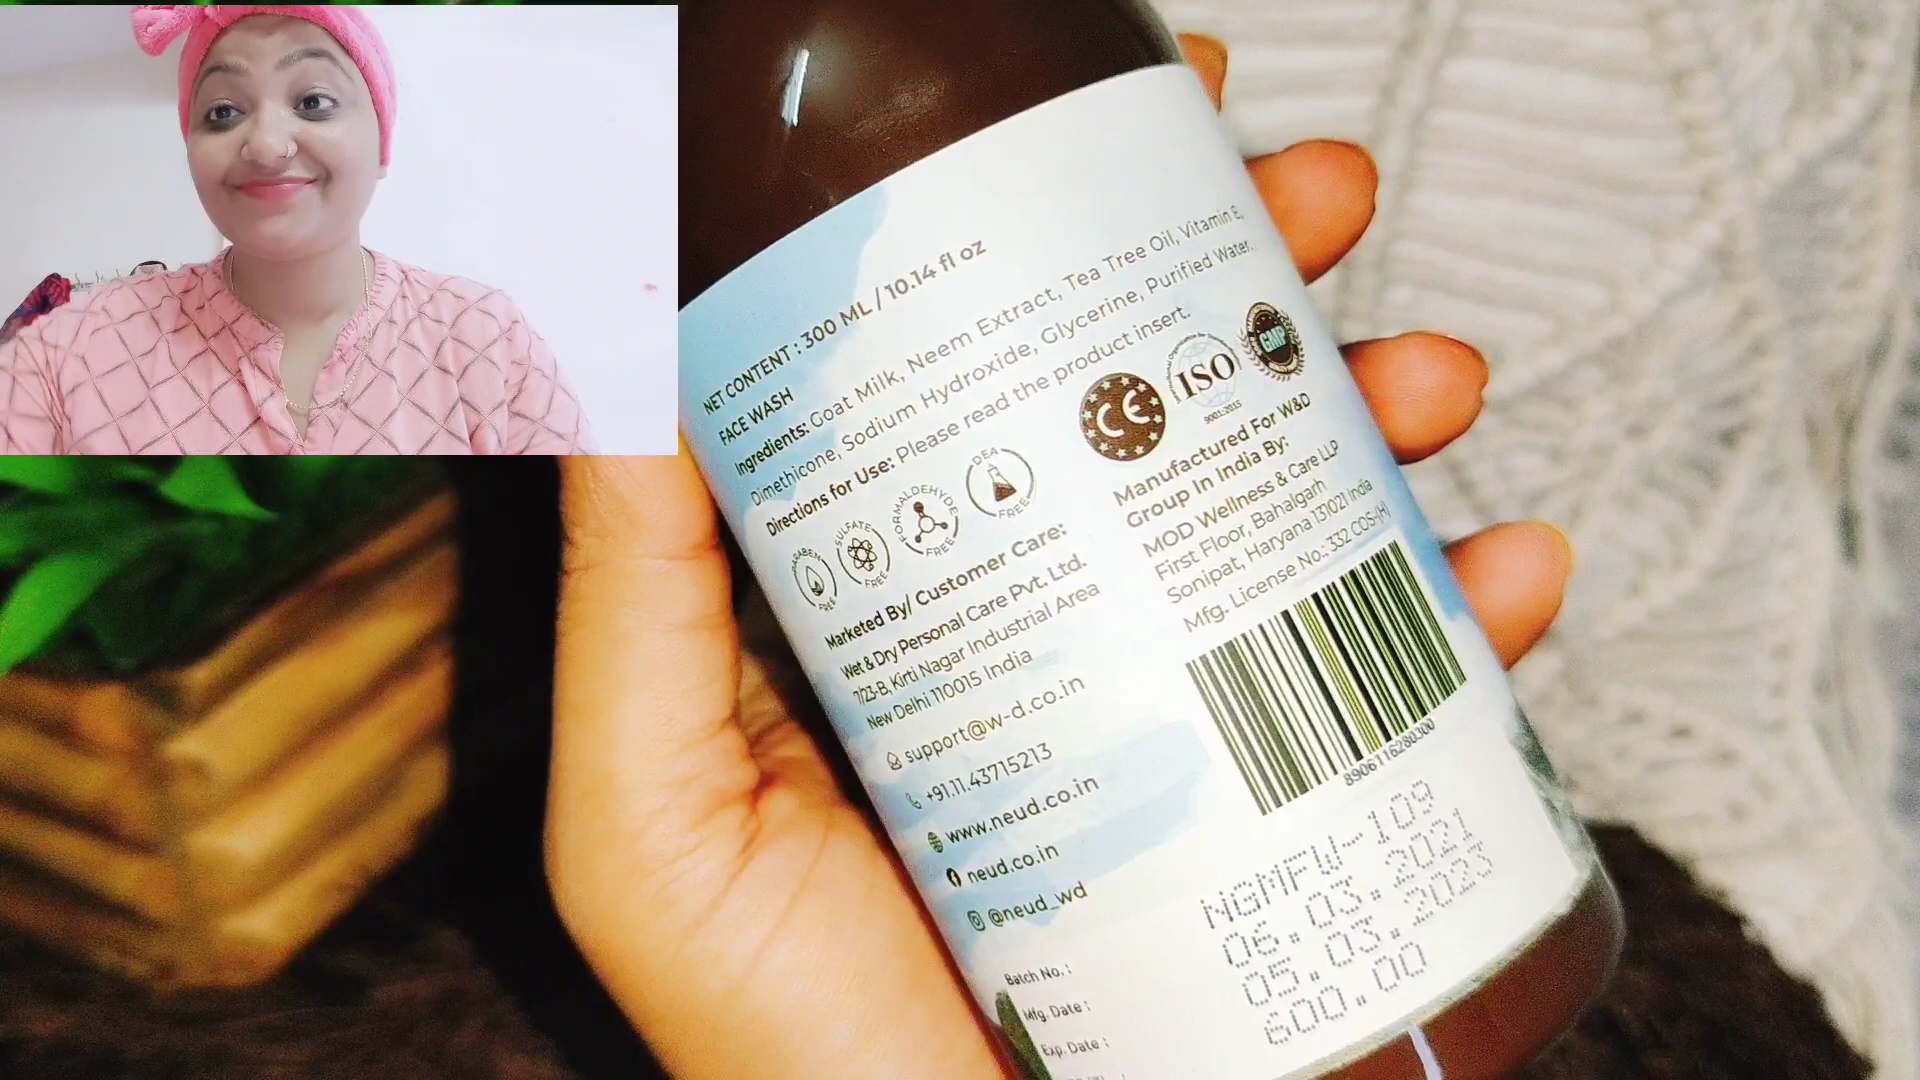 NET CONTENT : 300 ML / 10.14 fl oz
FACE WASH
Ingredients: Goat Milk, Neem Extract, Tea Tree Oil, Vitamin E,
Dimethicone, Sodium Hydroxide, Glycerine, Purified Water.
Directions for Use: Please read the product insert.
PARABEN FREE
SULFATE FREE
FORMALDEHYDE FREE
DEA FREE
CE
ISO
9001:2015
GMP
Marketed By/ Customer Care:
Wet & Dry Personal Care Pvt. Ltd.
7/23-B, Kirti Nagar Industrial Area
New Delhi 110015 India
support@w-d.co.in
+91.11.43715213
www.neud.co.in
neud.co.in
@neud_wd
Manufactured For W&D
Group In India By:
MOD Wellness & Care LLP
First Floor, Bahalgarh
Sonipat, Haryana 131021 India
Mfg. License No.: 332 COS-(H)
8906116280300
Batch No. :
Mfg. Date :
Exp. Date :
NGMFW-109
06.03.2021
05.03.2023
600.00